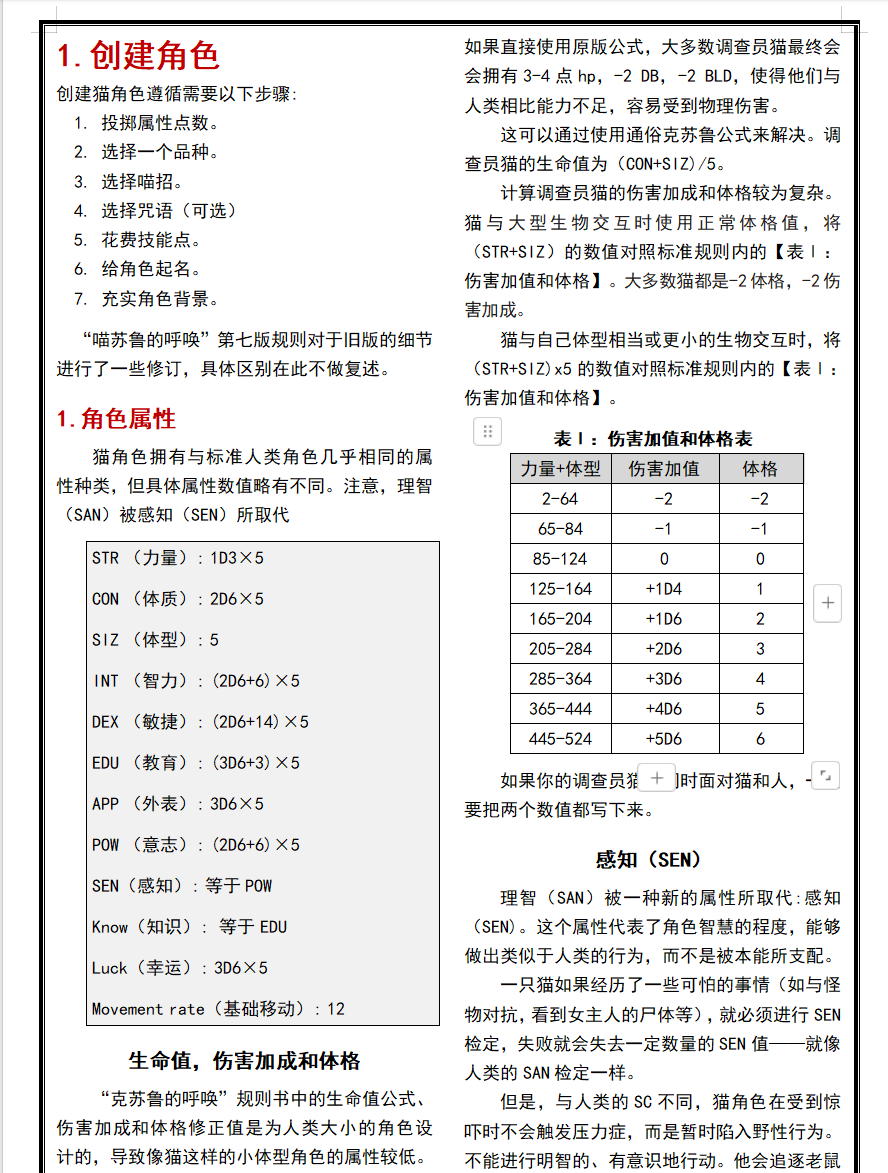 1.创建角色
创建猫角色遵循需要以下步骤:
1. 投掷属性点数。
2. 选择一个品种。
3. 选择喵招。
4. 选择咒语（可选）
5. 花费技能点。
6. 给角色起名。
7. 充实角色背景。
“喵苏鲁的呼唤”第七版规则对于旧版的细节
进行了一些修订，具体区别在此不做复述。
1.角色属性
猫角色拥有与标准人类角色几乎相同的属
性种类，但具体属性数值略有不同。注意，理智
（SAN）被感知（SEN）所取代
STR （力量）: 1D3×5
CON （体质）: 2D6×5
SIZ （体型）: 5
INT （智力）: (2D6+6)×5
DEX （敏捷）: (2D6+14)×5
EDU （教育）: (3D6+3)×5
APP （外表）: 3D6×5
POW （意志）: (2D6+6)×5
SEN（感知）: 等于 POW
Know（知识）: 等于 EDU
Luck（幸运）: 3D6×5
Movement rate（基础移动）: 12
生命值，伤害加成和体格
“克苏鲁的呼唤”规则书中的生命值公式、
伤害加成和体格修正值是为人类大小的角色设
计的，导致像猫这样的小体型角色的属性较低。
如果直接使用原版公式，大多数调查员猫最终会
会拥有 3-4 点 hp，-2 DB，-2 BLD，使得他们与
人类相比能力不足，容易受到物理伤害。
这可以通过使用通俗克苏鲁公式来解决。调
查员猫的生命值为（CON+SIZ)/5。
计算调查员猫的伤害加成和体格较为复杂。
猫与大型生物交互时使用正常体格值，将
（STR+SIZ）的数值对照标准规则内的【表Ⅰ：
伤害加值和体格】。大多数猫都是-2 体格，-2 伤
害加成。
猫与自己体型相当或更小的生物交互时，将
（STR+SIZ)x5 的数值对照标准规则内的【表Ⅰ：
伤害加值和体格】。
表Ⅰ：伤害加值和体格表
力量+体型 伤害加值 体格
2-64 -2 -2
65-84 -1 -1
85-124 0 0
125-164 +1D4 1
165-204 +1D6 2
205-284 +2D6 3
285-364 +3D6 4
365-444 +4D6 5
445-524 +5D6 6
如果你的调查员猫 时面对猫和人，
要把两个数值都写下来。
感知（SEN）
理智（SAN）被一种新的属性所取代:感知
（SEN)。这个属性代表了角色智慧的程度，能够
做出类似于人类的行为，而不是被本能所支配。
一只猫如果经历了一些可怕的事情（如与怪
物对抗，看到女主人的尸体等），就必须进行 SEN
检定，失败就会失去一定数量的 SEN 值——就像
人类的 SAN 检定一样。
但是，与人类的 SC 不同，猫角色在受到惊
吓时不会触发压力症，而是暂时陷入野性行为。
不能进行明智的、有意识地行动。他会追逐老鼠